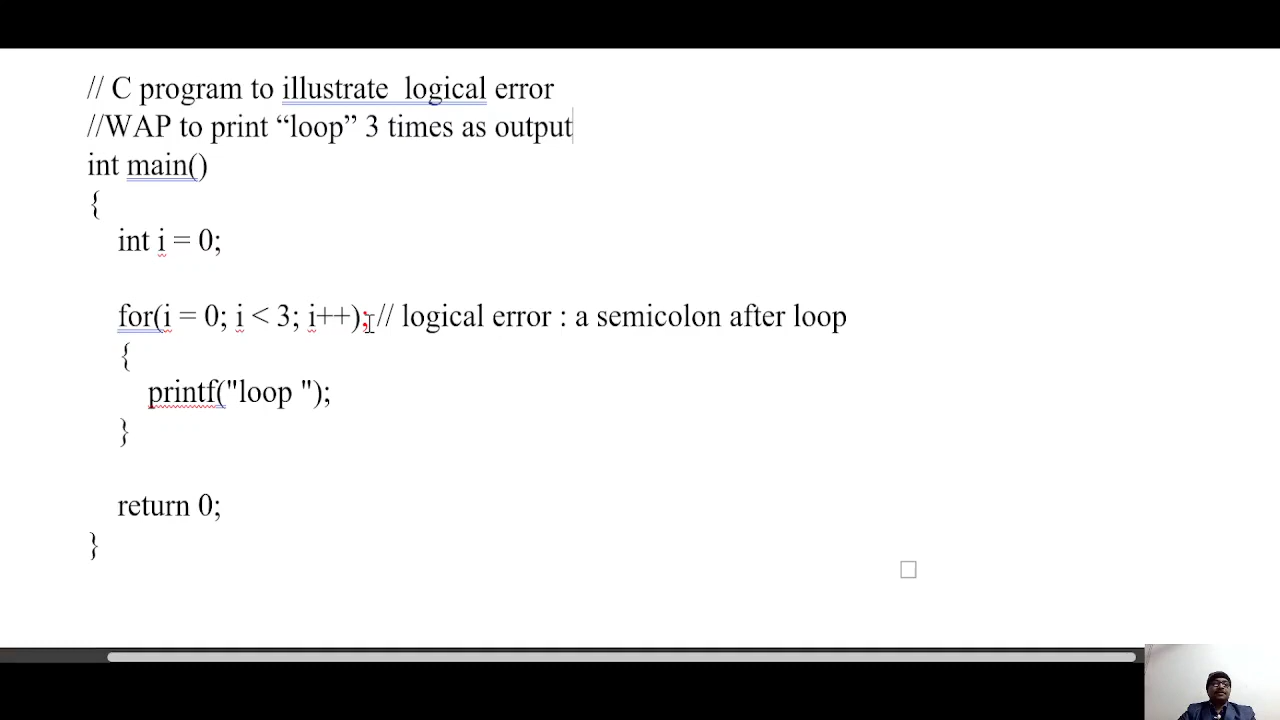 // C program to illustrate  logical error
//WAP to print “loop” 3 times as output
int main()
{
int i = 0;
for(i = 0; i < 3; i++); // logical error : a semicolon after loop
{
printf("loop ");
}
return 0;
}